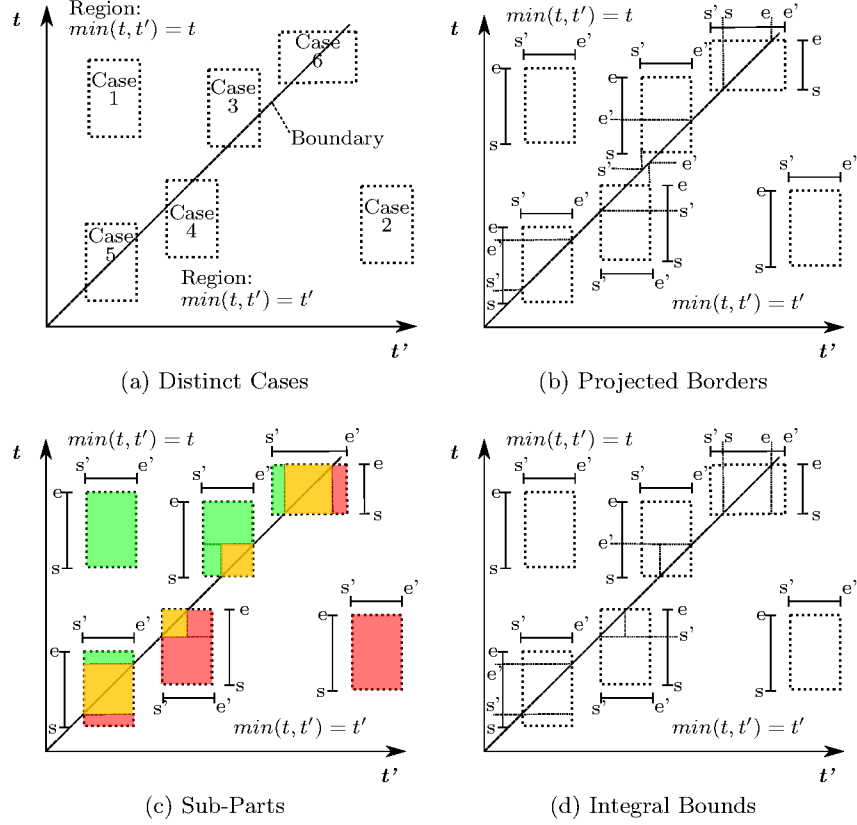 Region:
min(t, t′) = t
t
Case
1
Case
3
Case
6
Boundary
Case
5
Case
4
Case
2
Region:
min(t, t′) = t′
t'
(a) Distinct Cases
t
min(t, t′) = t
s' s e e'
s' e'
s' e'
e
s
e
e'
s
e
s
s' e'
s' e'
e
e'
s'
s
s' e'
e
s'
s
s' e'
e
s
min(t, t′) = t′
t'
(b) Projected Borders
t
min(t, t′) = t
s' e'
s' e'
s' e'
e
s
e
s
e
s
s' e'
e
s
e
s
s' e'
s' e'
min(t, t′) = t′
t'
(c) Sub-Parts
t
min(t, t′) = t
s' s e e'
s' e'
s' e'
e
s
e
e'
s
e
s
s' e'
e
e'
s'
s
e
s'
s
s' e'
s' e'
e
s
min(t, t′) = t′
t'
(d) Integral Bounds